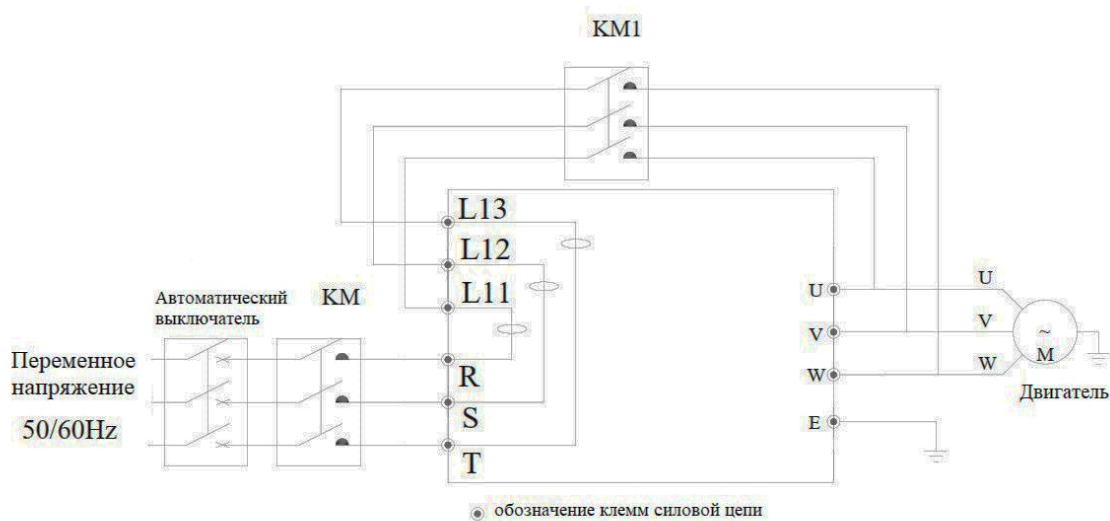 KM1
L13
L12
L11
Автоматический
выключатель
KM
Переменное
напряжение
50/60Hz
R
S
T
U
V
W
E
U
V
W
~
M
Двигатель
обозначение клемм силовой цепи